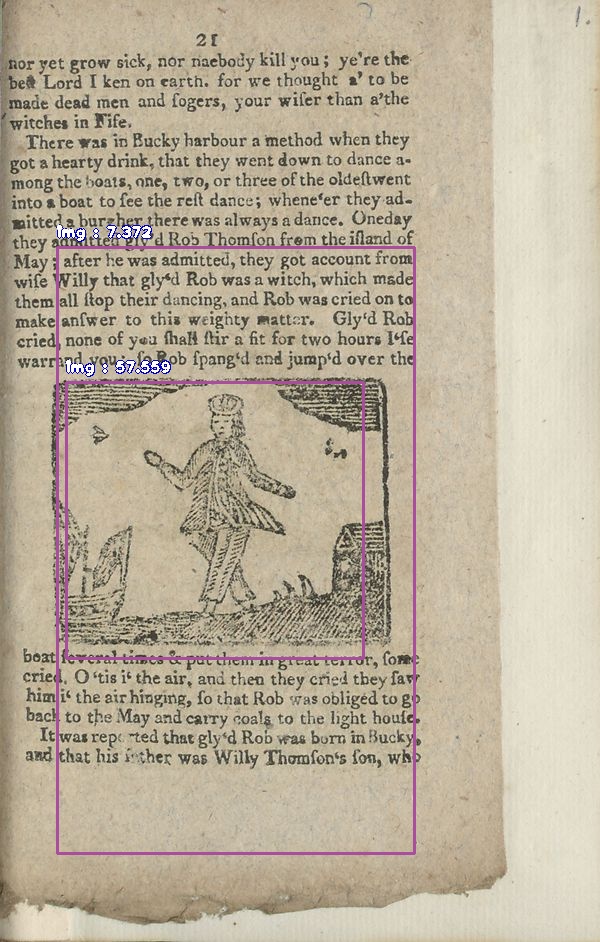 1.
21
nor yet grow sick, nor naebody kill you; ye're the
best Lord I ken on earth. for we thought a' to be
made dead men and ſogers, your wiſer than a'the
witches in Fife.
There was in Bucky harbour a method when they
got a hearty drink, that they went down to dance a-
mong the boats, one, two, or three of the oldeſtwent
into a boat to ſee the reſt dance; whene'er they ad-
mitted a burgher there was always a dance. Oneday
they admitted gly'd Rob Thomſon from the iſland of
Img : 7.372
May; after he was admitted, they got account from
wife Willy that gly'd Rob was a witch, which made
them all ſtop their dancing, and Rob was cried on to
make anſwer to this weighty matter. Gly'd Rob
cried, none of you ſhall ſtir a fit for two hours I'ſe
warrand you; ſo Rob ſpang'd and jump'd over the
Img : 57.559
boat ſeveral times & put them in great terror, ſome
cried, O 'tis i' the air, and then they cried they ſaw
him i' the air hinging, ſo that Rob was obliged to go
back to the May and carry coals to the light houſe.
It was reported that gly'd Rob was born in Bucky,
and that his father was Willy Thomſon's ſon, who